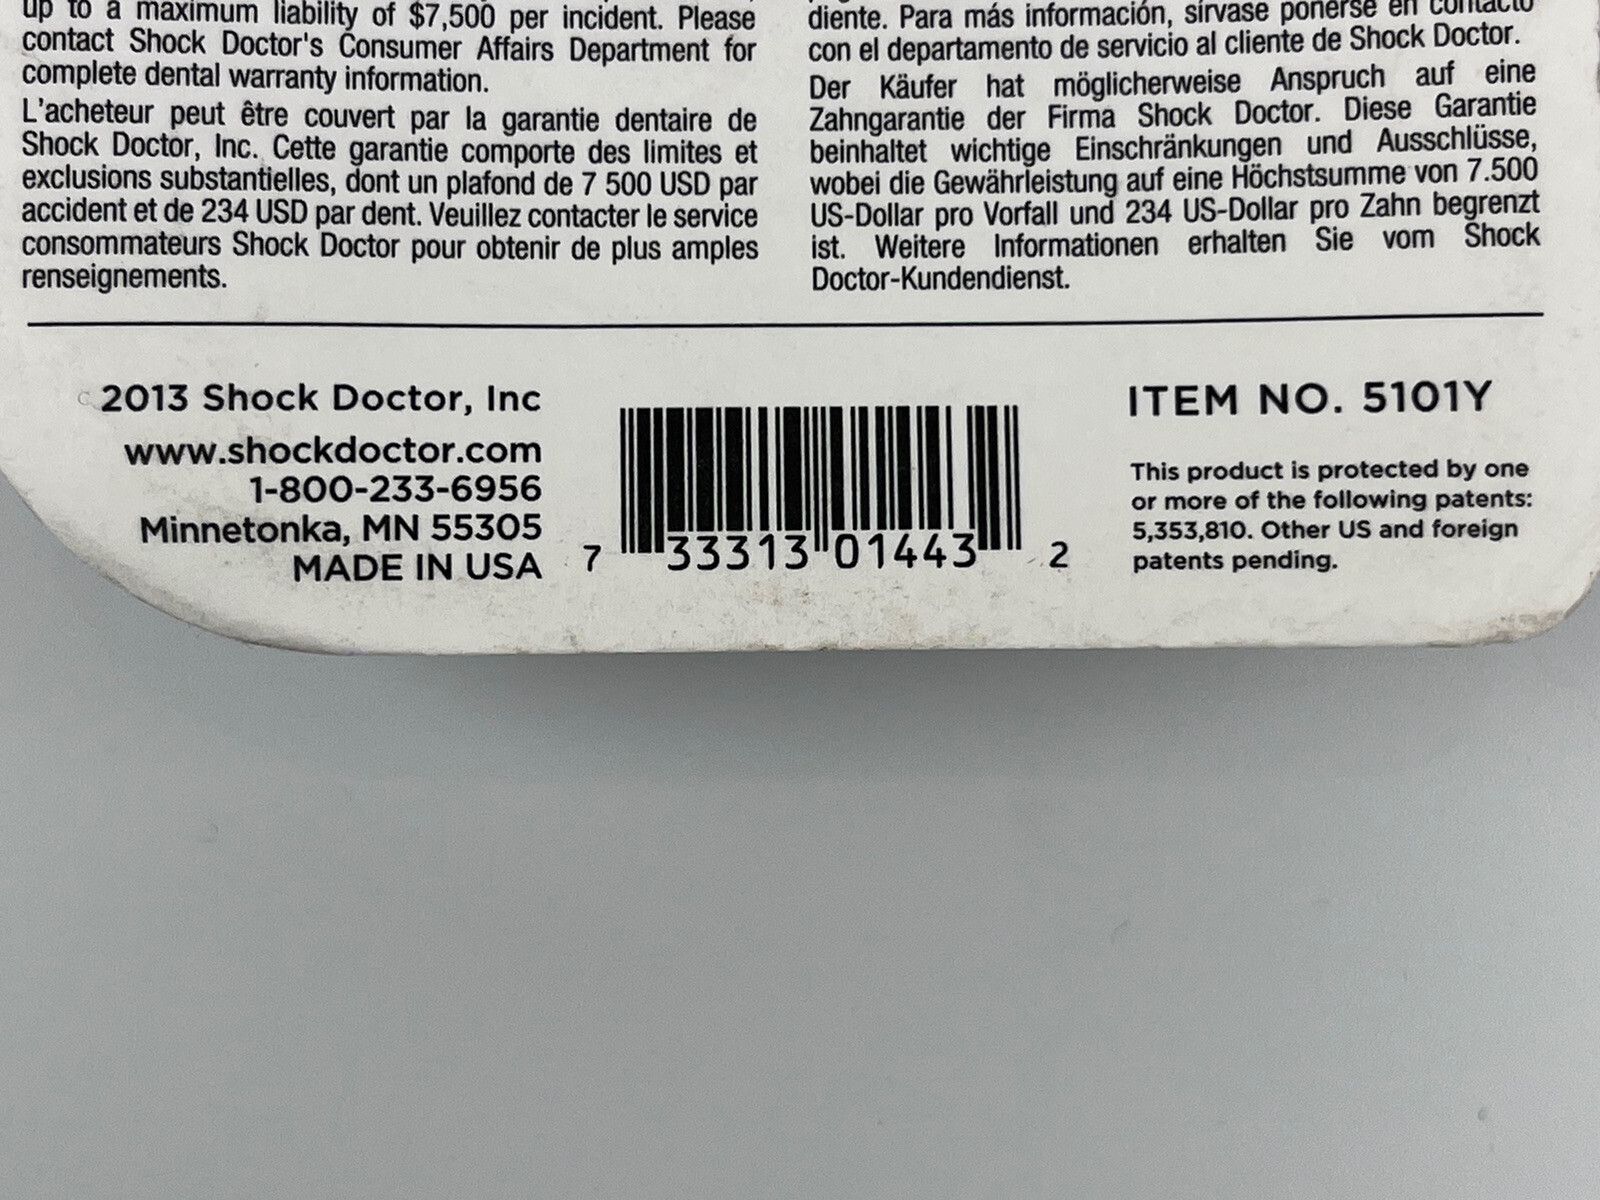 up to a maximum liability of $7,500 per incident. Please
contact Shock Doctor's Consumer Affairs Department for
complete dental warranty information.
L'acheteur peut être couvert par la garantie dentaire de
Shock Doctor, Inc. Cette garantie comporte des limites et
exclusions substantielles, dont un plafond de 7 500 USD par
accident et de 234 USD par dent. Veuillez contacter le service
consommateurs Shock Doctor pour obtenir de plus amples
renseignements.
diente. Para más información, sírvase ponerse en contacto
con el departamento de servicio al cliente de Shock Doctor.
Der Käufer hat möglicherweise Anspruch auf eine
Zahngarantie der Firma Shock Doctor. Diese Garantie
beinhaltet wichtige Einschränkungen und Ausschlüsse,
wobei die Gewährleistung auf eine Höchstsumme von 7.500
US-Dollar pro Vorfall und 234 US-Dollar pro Zahn begrenzt
ist. Weitere Informationen erhalten Sie vom Shock
Doctor-Kundendienst.
2013 Shock Doctor, Inc
www.shockdoctor.com
1-800-233-6956
Minnetonka, MN 55305
MADE IN USA
7 33313 01443 2
ITEM NO. 5101Y
This product is protected by one
or more of the following patents:
5,353,810. Other US and foreign
patents pending.